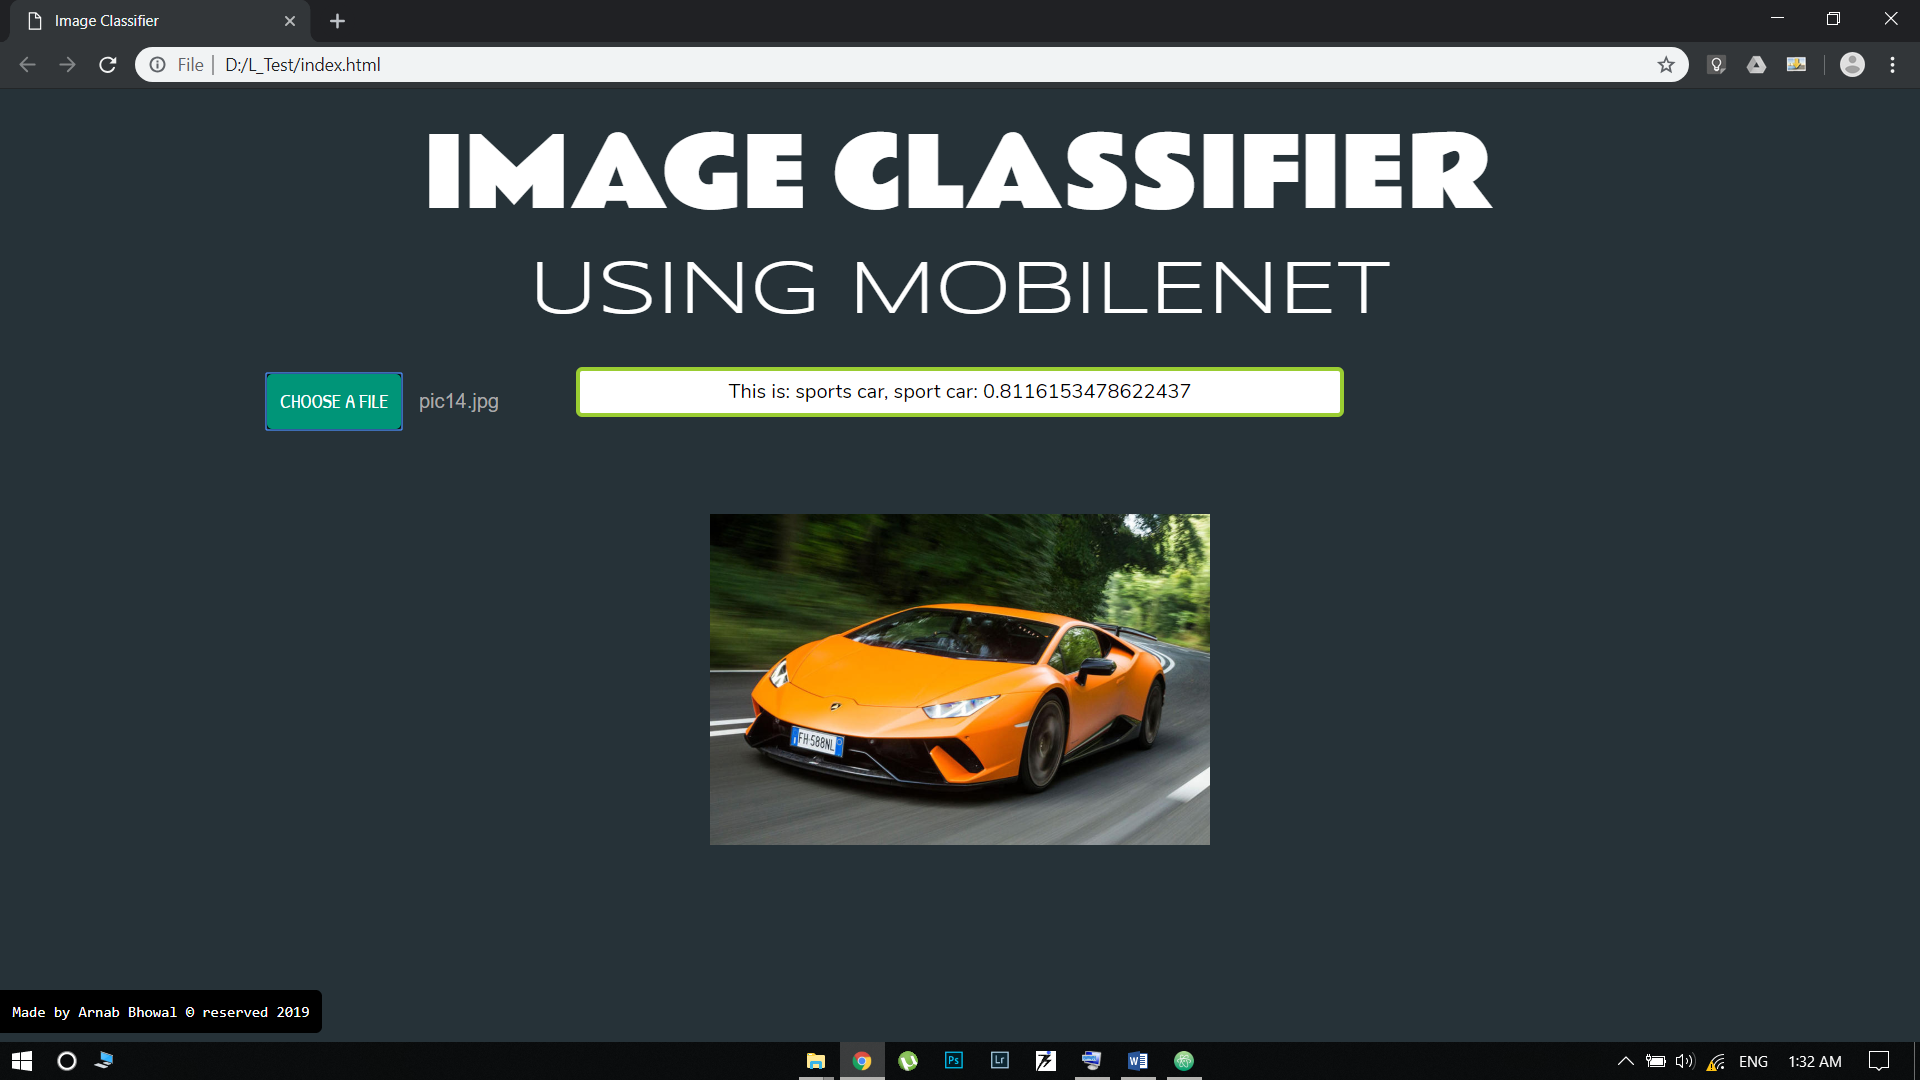 Image Classifier
File | D:/L_Test/index.html
IMAGE CLASSIFIER
USING MOBILENET
CHOOSE A FILE
pic14.jpg
This is: sports car, sport car: 0.8116153478622437
FH 588NL
Made by Arnab Bhowal © reserved 2019
Ps
Lr
ENG
1:32 AM